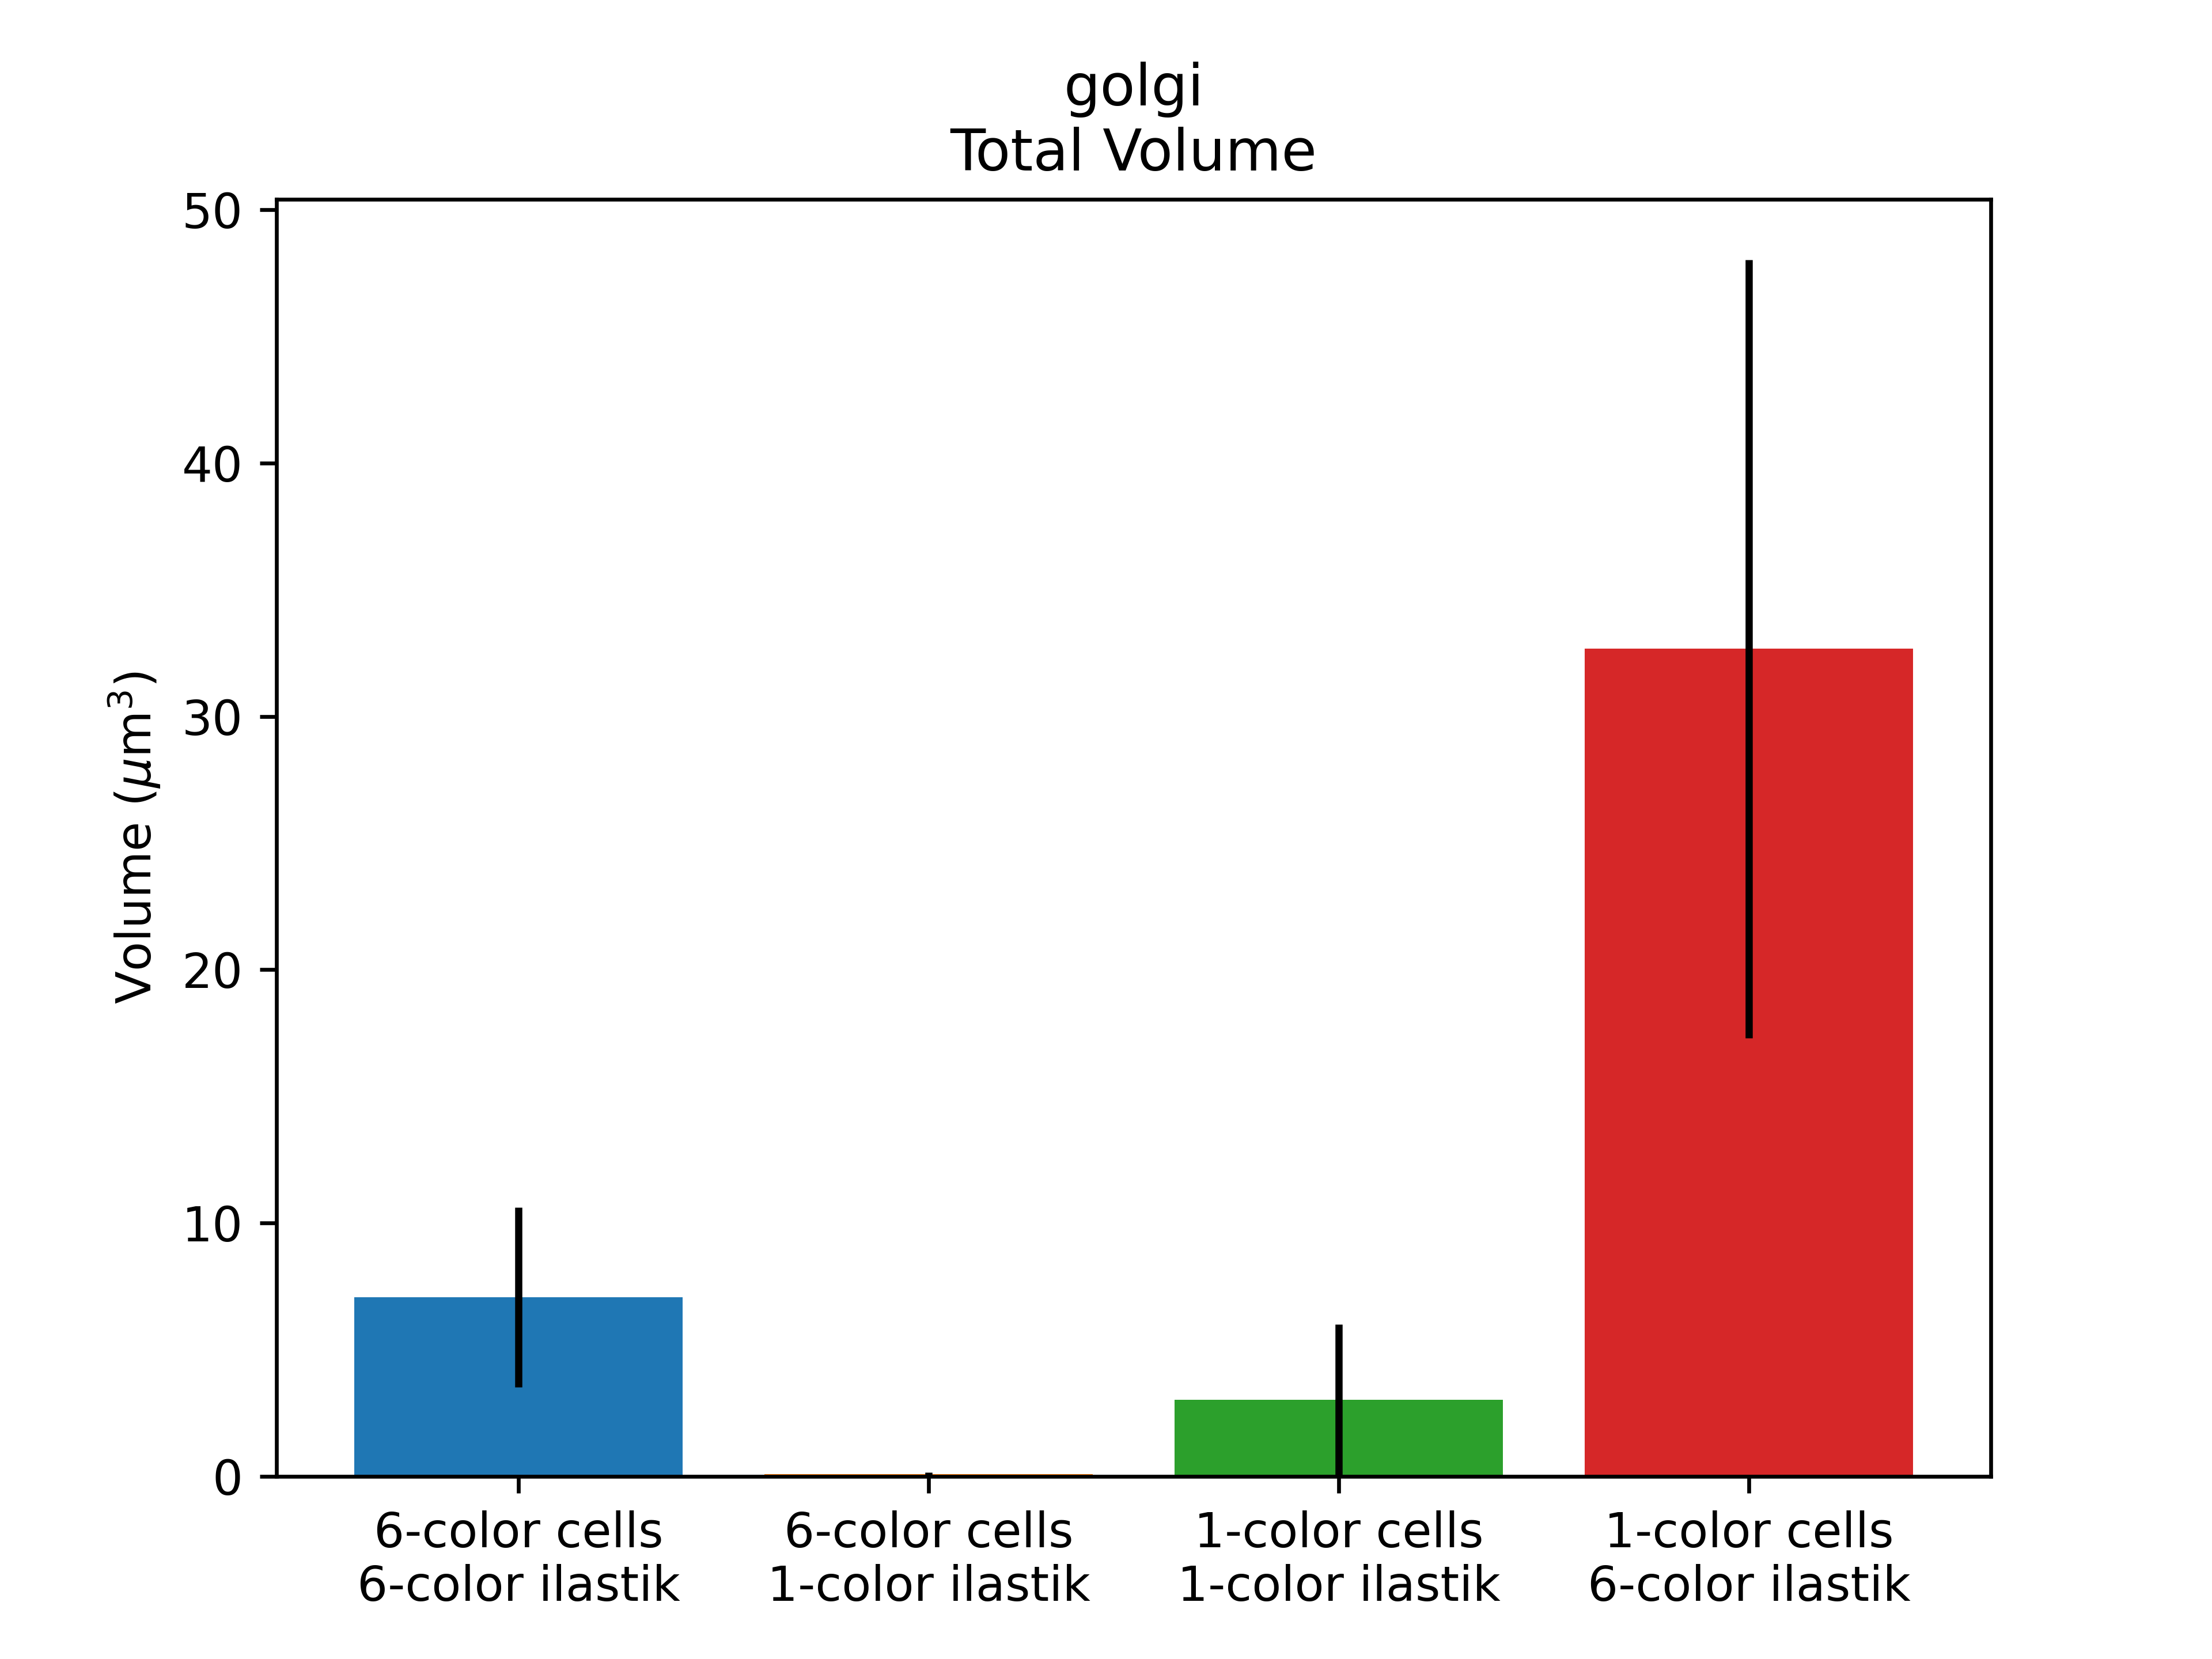 golgi
Total Volume
Volume (μm³)
50
40
30
20
10
0
6-color cells
6-color ilastik
6-color cells
1-color ilastik
1-color cells
1-color ilastik
1-color cells
6-color ilastik